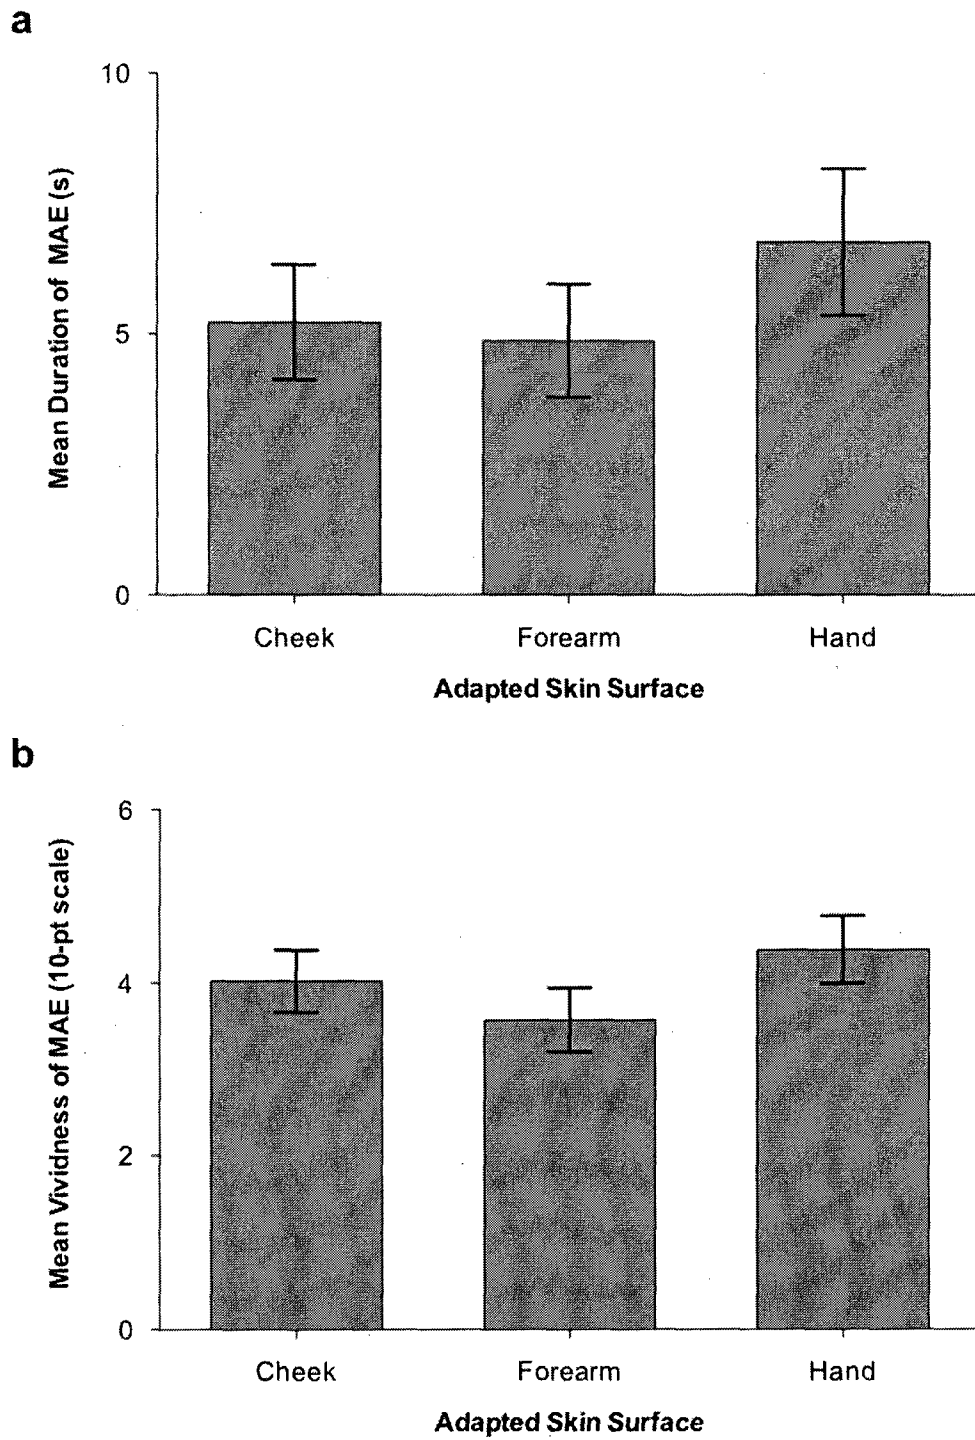 a
10
5
0
Mean Duration of MAE (s)
Cheek Forearm Hand
Adapted Skin Surface
b
6
4
2
0
Mean Vividness of MAE (10-pt scale)
Cheek Forearm Hand
Adapted Skin Surface